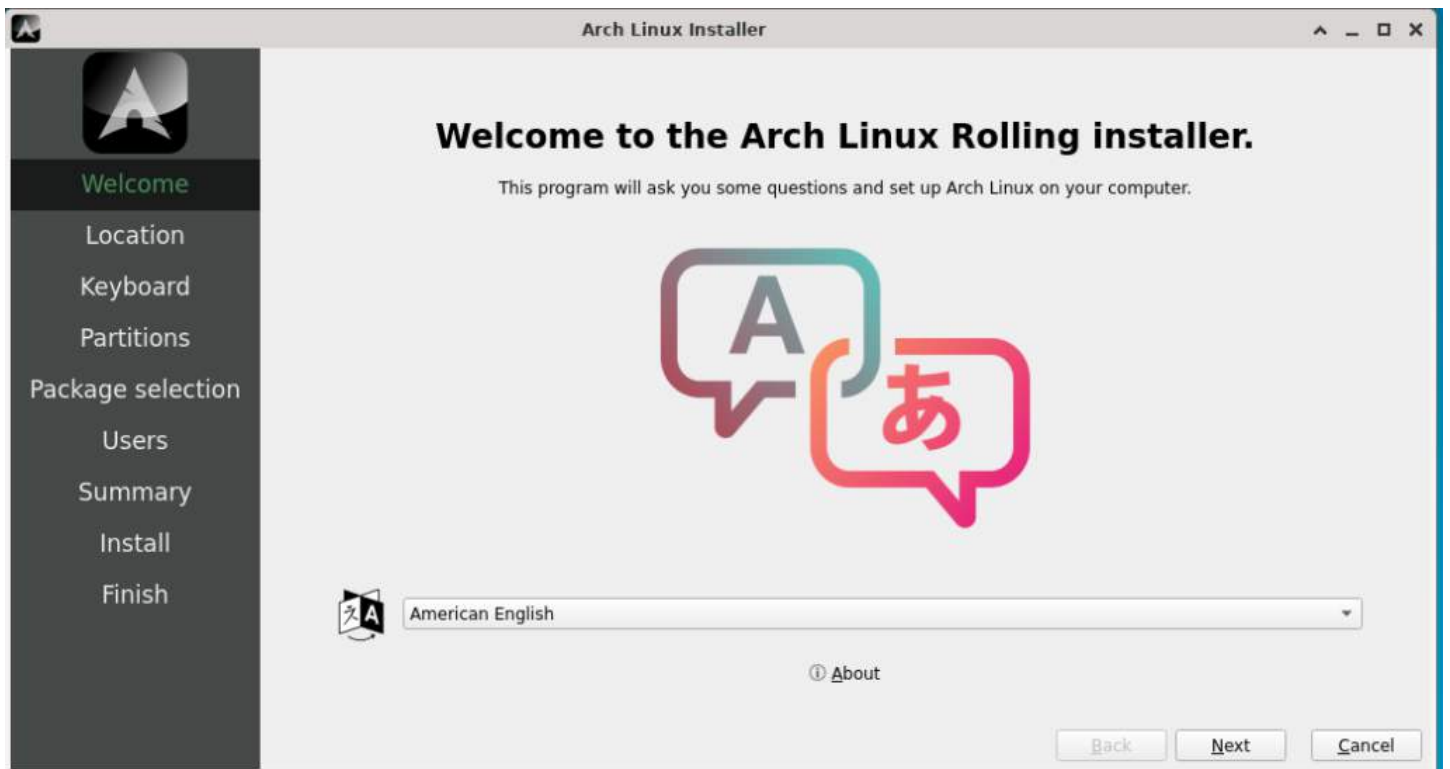 Arch Linux Installer
Welcome to the Arch Linux Rolling installer.
This program will ask you some questions and set up Arch Linux on your computer.
Welcome
Location
Keyboard
Partitions
Package selection
Users
Summary
Install
Finish
A
あ
American English
About
Back
Next
Cancel